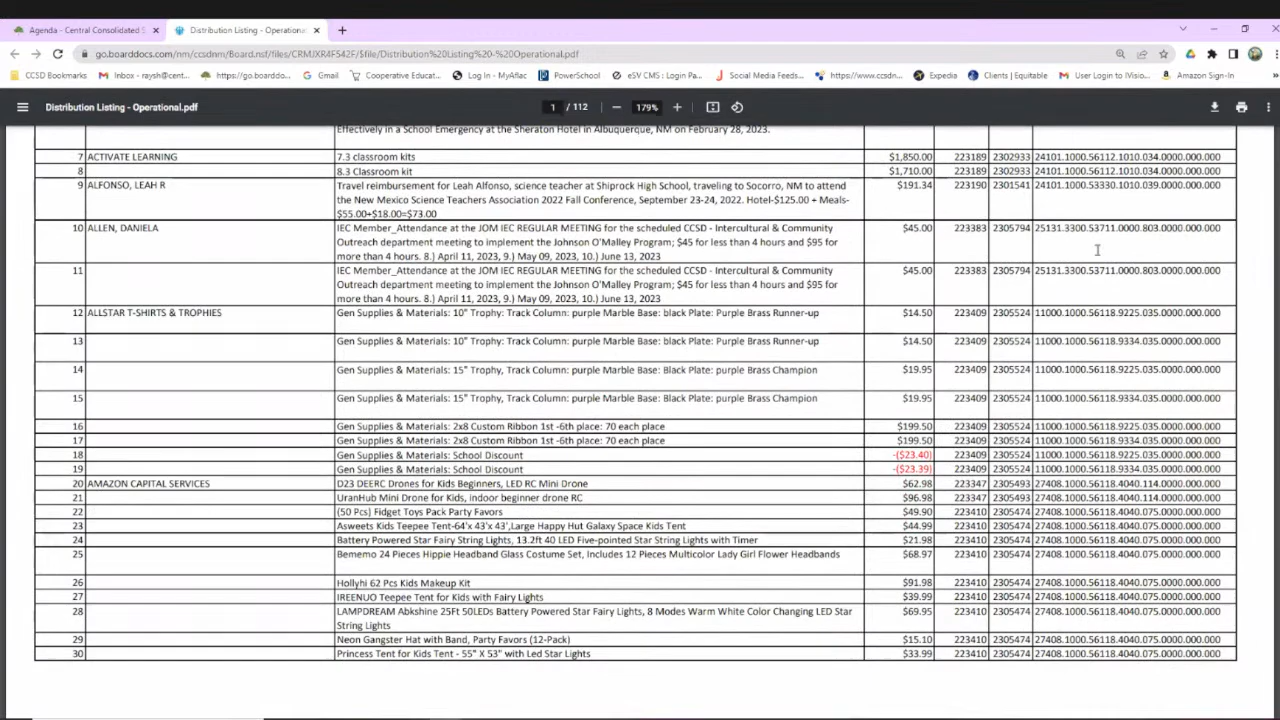 Agenda - Central Consolidated S
Distribution Listing - Operationa
go.boarddocs.com/nm/ccsdnm/Board.nsf/files/CRMJXR4F542F/$file/Distribution%20Listing%20-%20Operational.pdf
CCSD Bookmarks Inbox - raysh@cent... https://go.boarddo... Gmail Cooperative Educat... Log In - MyAflac PowerSchool eSV CMS : Login Pa... Social Media Feeds... https://www.ccsdn... Expedia Clients | Equitable User Login to iVisio... Amazon Sign-In
Distribution Listing - Operational.pdf 1 / 112 179%
Effectively in a School Emergency at the Sheraton Hotel in Albuquerque, NM on February 28, 2023.
7 ACTIVATE LEARNING 7.3 classroom kits $1,850.00 223189 2302933 24101.1000.56112.1010.034.0000.000.000
8 8.3 Classroom kit $1,710.00 223189 2302933 24101.1000.56112.1010.034.0000.000.000
9 ALFONSO, LEAH R Travel reimbursement for Leah Alfonso, science teacher at Shiprock High School, traveling to Socorro, NM to attend $191.34 223190 2301541 24101.1000.53330.1010.039.0000.000.000
the New Mexico Science Teachers Association 2022 Fall Conference, September 23-24, 2022. Hotel-$125.00 + Meals-
$55.00+$18.00=$73.00
10 ALLEN, DANIELA IEC Member_Attendance at the JOM IEC REGULAR MEETING for the scheduled CCSD - Intercultural & Community $45.00 223383 2305794 25131.3300.53711.0000.803.0000.000.000
Outreach department meeting to implement the Johnson O'Malley Program; $45 for less than 4 hours and $95 for
more than 4 hours. 8.) April 11, 2023, 9.) May 09, 2023, 10.) June 13, 2023
11 IEC Member_Attendance at the JOM IEC REGULAR MEETING for the scheduled CCSD - Intercultural & Community $45.00 223383 2305794 25131.3300.53711.0000.803.0000.000.000
Outreach department meeting to implement the Johnson O'Malley Program; $45 for less than 4 hours and $95 for
more than 4 hours. 8.) April 11, 2023, 9.) May 09, 2023, 10.) June 13, 2023
12 ALLSTAR T-SHIRTS & TROPHIES Gen Supplies & Materials: 10" Trophy: Track Column: purple Marble Base: black Plate: Purple Brass Runner-up $14.50 223409 2305524 11000.1000.56118.9225.035.0000.000.000
13 Gen Supplies & Materials: 10" Trophy: Track Column: purple Marble Base: black Plate: Purple Brass Runner-up $14.50 223409 2305524 11000.1000.56118.9334.035.0000.000.000
14 Gen Supplies & Materials: 15" Trophy, Track Column: purple Marble Base: Black Plate: purple Brass Champion $19.95 223409 2305524 11000.1000.56118.9225.035.0000.000.000
15 Gen Supplies & Materials: 15" Trophy, Track Column: purple Marble Base: Black Plate: purple Brass Champion $19.95 223409 2305524 11000.1000.56118.9334.035.0000.000.000
16 Gen Supplies & Materials: 2x8 Custom Ribbon 1st -6th place: 70 each place $199.50 223409 2305524 11000.1000.56118.9225.035.0000.000.000
17 Gen Supplies & Materials: 2x8 Custom Ribbon 1st -6th place: 70 each place $199.50 223409 2305524 11000.1000.56118.9334.035.0000.000.000
18 Gen Supplies & Materials: School Discount -($23.40) 223409 2305524 11000.1000.56118.9225.035.0000.000.000
19 Gen Supplies & Materials: School Discount -($23.39) 223409 2305524 11000.1000.56118.9334.035.0000.000.000
20 AMAZON CAPITAL SERVICES D23 DEERC Drones for Kids Beginners, LED RC Mini Drone $62.98 223347 2305493 27408.1000.56118.4040.114.0000.000.000
21 UranHub Mini Drone for Kids, indoor beginner drone RC $96.98 223347 2305493 27408.1000.56118.4040.114.0000.000.000
22 (50 Pcs) Fidget Toys Pack Party Favors $49.90 223410 2305474 27408.1000.56118.4040.075.0000.000.000
23 Asweets Kids Teepee Tent-64'x 43'x 43',Large Happy Hut Galaxy Space Kids Tent $44.99 223410 2305474 27408.1000.56118.4040.075.0000.000.000
24 Battery Powered Star Fairy String Lights, 13.2ft 40 LED Five-pointed Star String Lights with Timer $21.98 223410 2305474 27408.1000.56118.4040.075.0000.000.000
25 Bememo 24 Pieces Hippie Headband Glass Costume Set, Includes 12 Pieces Multicolor Lady Girl Flower Headbands $68.97 223410 2305474 27408.1000.56118.4040.075.0000.000.000
26 Hollyhi 62 Pcs Kids Makeup Kit $91.98 223410 2305474 27408.1000.56118.4040.075.0000.000.000
27 IREENUO Teepee Tent for Kids with Fairy Lights $39.99 223410 2305474 27408.1000.56118.4040.075.0000.000.000
28 LAMPDREAM Abkshine 25Ft 50LEDs Battery Powered Star Fairy Lights, 8 Modes Warm White Color Changing LED Star $69.95 223410 2305474 27408.1000.56118.4040.075.0000.000.000
String Lights
29 Neon Gangster Hat with Band, Party Favors (12-Pack) $15.10 223410 2305474 27408.1000.56118.4040.075.0000.000.000
30 Princess Tent for Kids Tent - 55" X 53" with Led Star Lights $33.99 223410 2305474 27408.1000.56118.4040.075.0000.000.000